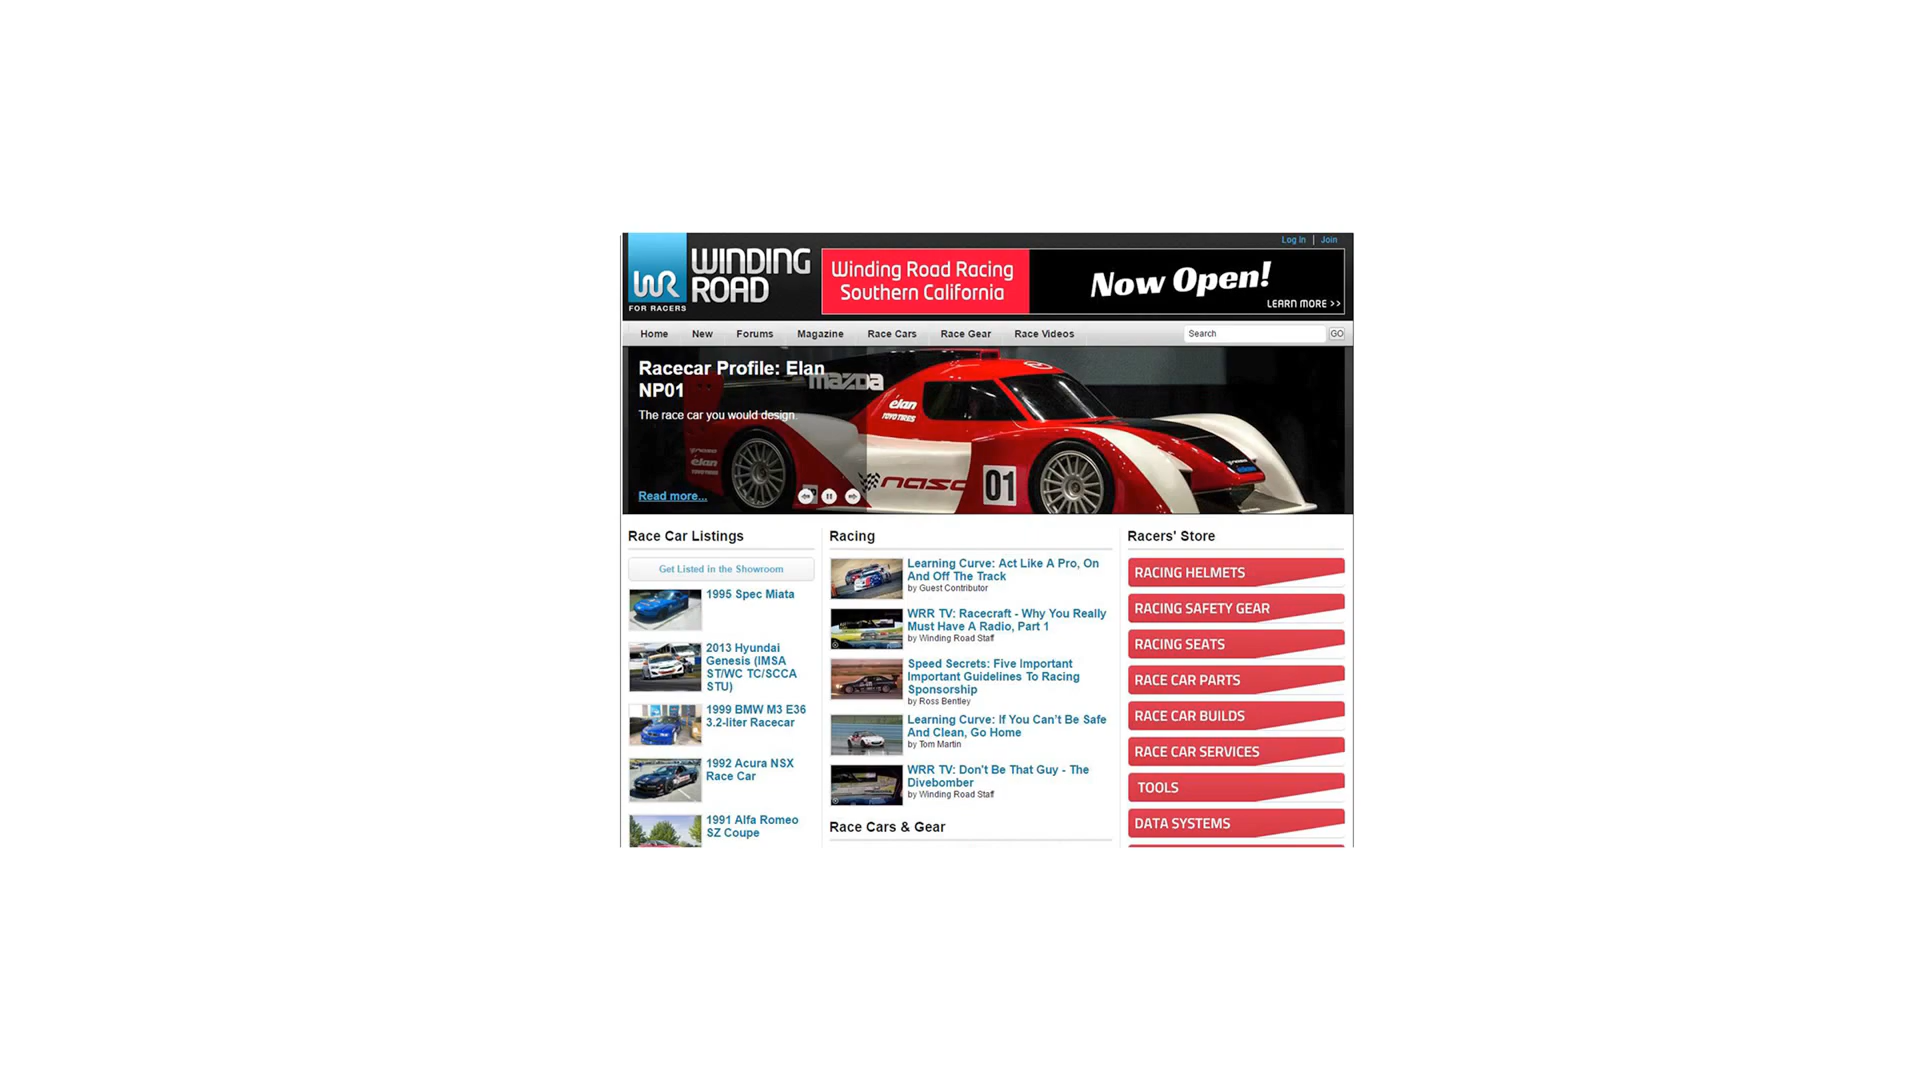 Log In | Join
WR
FOR RACERS
WINDING
ROAD
Winding Road Racing
Southern California
Now Open!
LEARN MORE >>
Home
New
Forums
Magazine
Race Cars
Race Gear
Race Videos
Search
GO
Racecar Profile: Elan
NP01
The race car you would design.
Read more...
mazda
élan
TOYO TIRES
élan
nasa
01
Race Car Listings
Get Listed in the Showroom
1995 Spec Miata
2013 Hyundai
Genesis (IMSA
ST/WC TC/SCCA
STU)
1999 BMW M3 E36
3.2-liter Racecar
1992 Acura NSX
Race Car
1991 Alfa Romeo
SZ Coupe
Racing
Learning Curve: Act Like A Pro, On
And Off The Track
by Guest Contributor
WRR TV: Racecraft - Why You Really
Must Have A Radio, Part 1
by Winding Road Staff
Speed Secrets: Five Important
Important Guidelines To Racing
Sponsorship
by Ross Bentley
Learning Curve: If You Can't Be Safe
And Clean, Go Home
by Tom Martin
WRR TV: Don't Be That Guy - The
Divebomber
by Winding Road Staff
Race Cars & Gear
Racers' Store
RACING HELMETS
RACING SAFETY GEAR
RACING SEATS
RACE CAR PARTS
RACE CAR BUILDS
RACE CAR SERVICES
TOOLS
DATA SYSTEMS